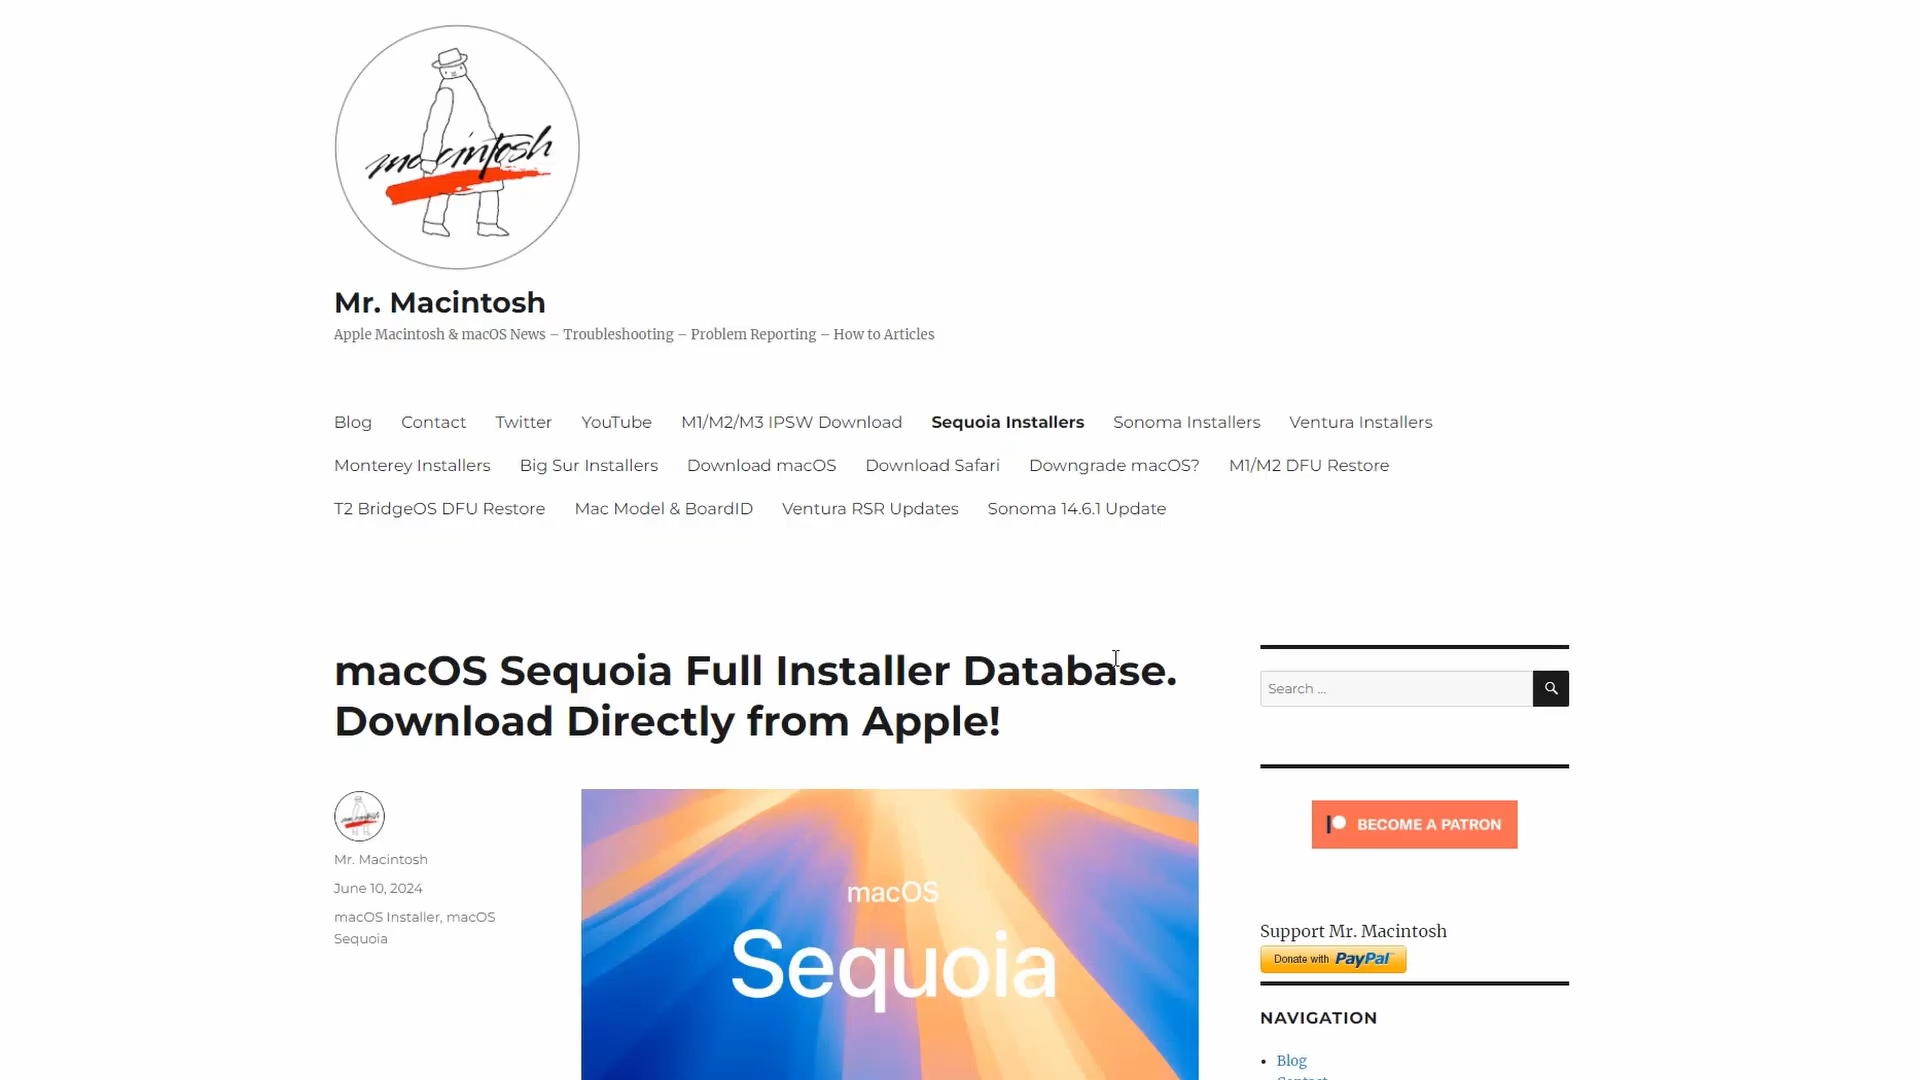 macintosh
Mr. Macintosh
Apple Macintosh & macOS News – Troubleshooting – Problem Reporting – How to Articles
Blog Contact Twitter YouTube M1/M2/M3 IPSW Download Sequoia Installers Sonoma Installers Ventura Installers
Monterey Installers Big Sur Installers Download macOS Download Safari Downgrade macOS? M1/M2 DFU Restore
T2 BridgeOS DFU Restore Mac Model & BoardID Ventura RSR Updates Sonoma 14.6.1 Update
macOS Sequoia Full Installer Database.
Download Directly from Apple!
macintosh
Mr. Macintosh
June 10, 2024
macOS Installer, macOS
Sequoia
macOS
Sequoia
Search ...
BECOME A PATRON
Support Mr. Macintosh
Donate with PayPal
NAVIGATION
Blog
Contact